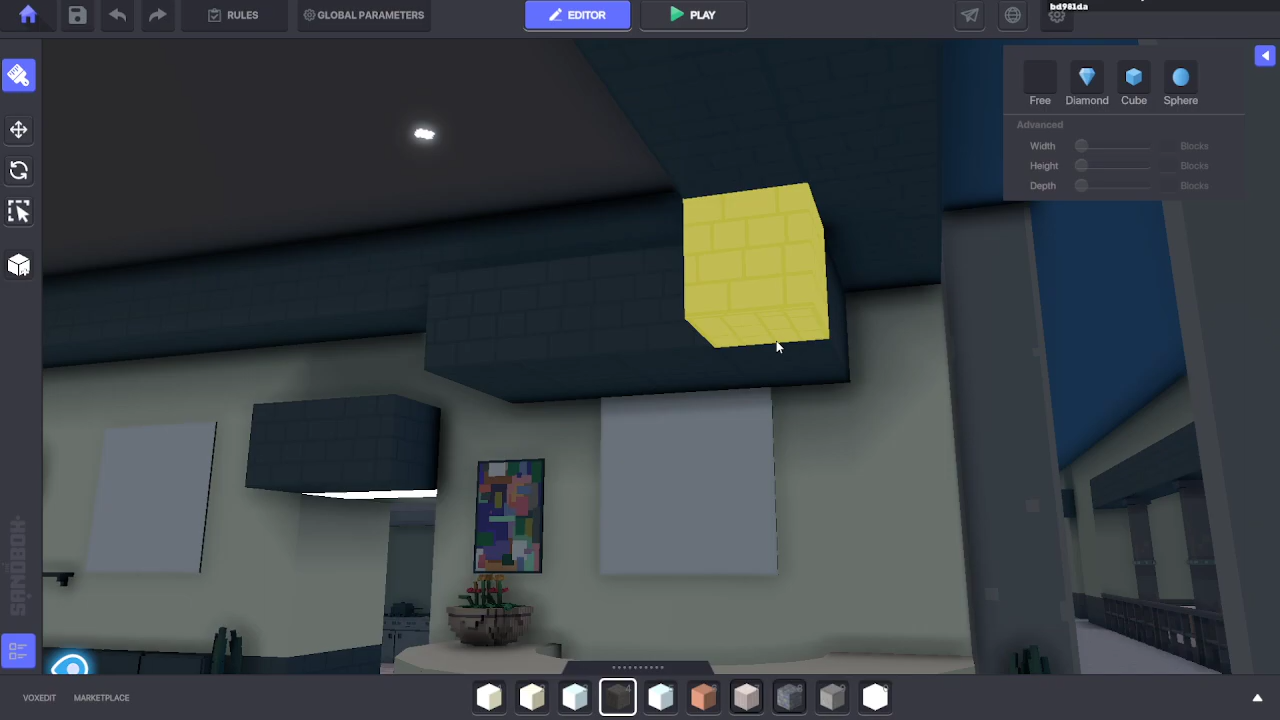 bd981da
RULES
GLOBAL PARAMETERS
EDITOR
PLAY
Free
Diamond
Cube
Sphere
Advanced
Width
Blocks
Height
Blocks
Depth
Blocks
SANDBOX
VOXEDIT
MARKETPLACE